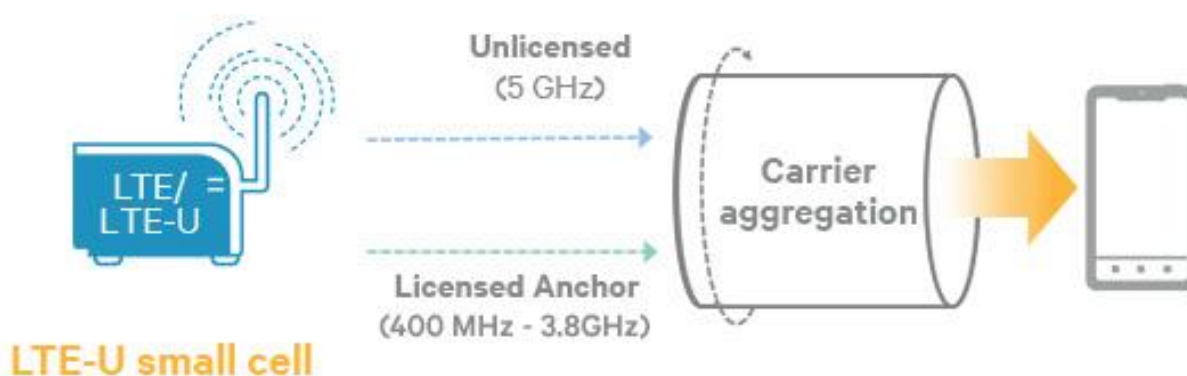 Unlicensed
(5 GHz)
LTE/
LTE-U
Carrier
aggregation
Licensed Anchor
(400 MHz - 3.8GHz)
LTE-U small cell